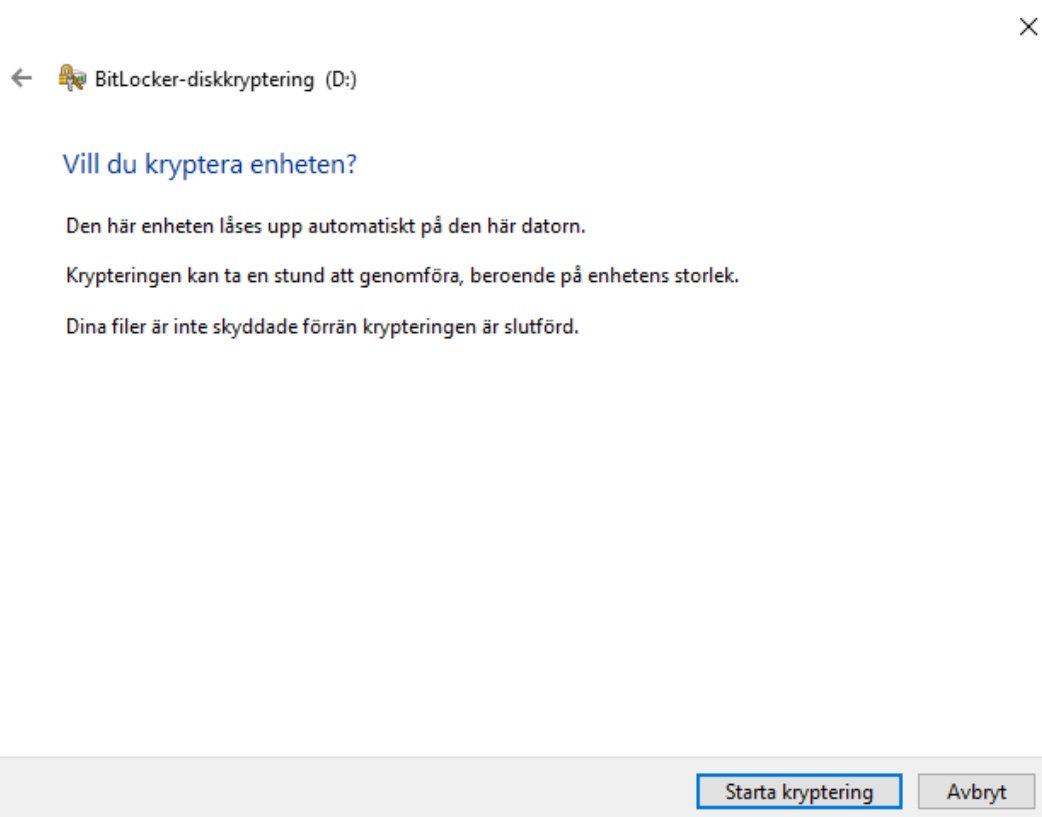 BitLocker-diskkryptering (D:)
Vill du kryptera enheten?
Den här enheten låses upp automatiskt på den här datorn.
Krypteringen kan ta en stund att genomföra, beroende på enhetens storlek.
Dina filer är inte skyddade förrän krypteringen är slutförd.
Starta kryptering
Avbryt